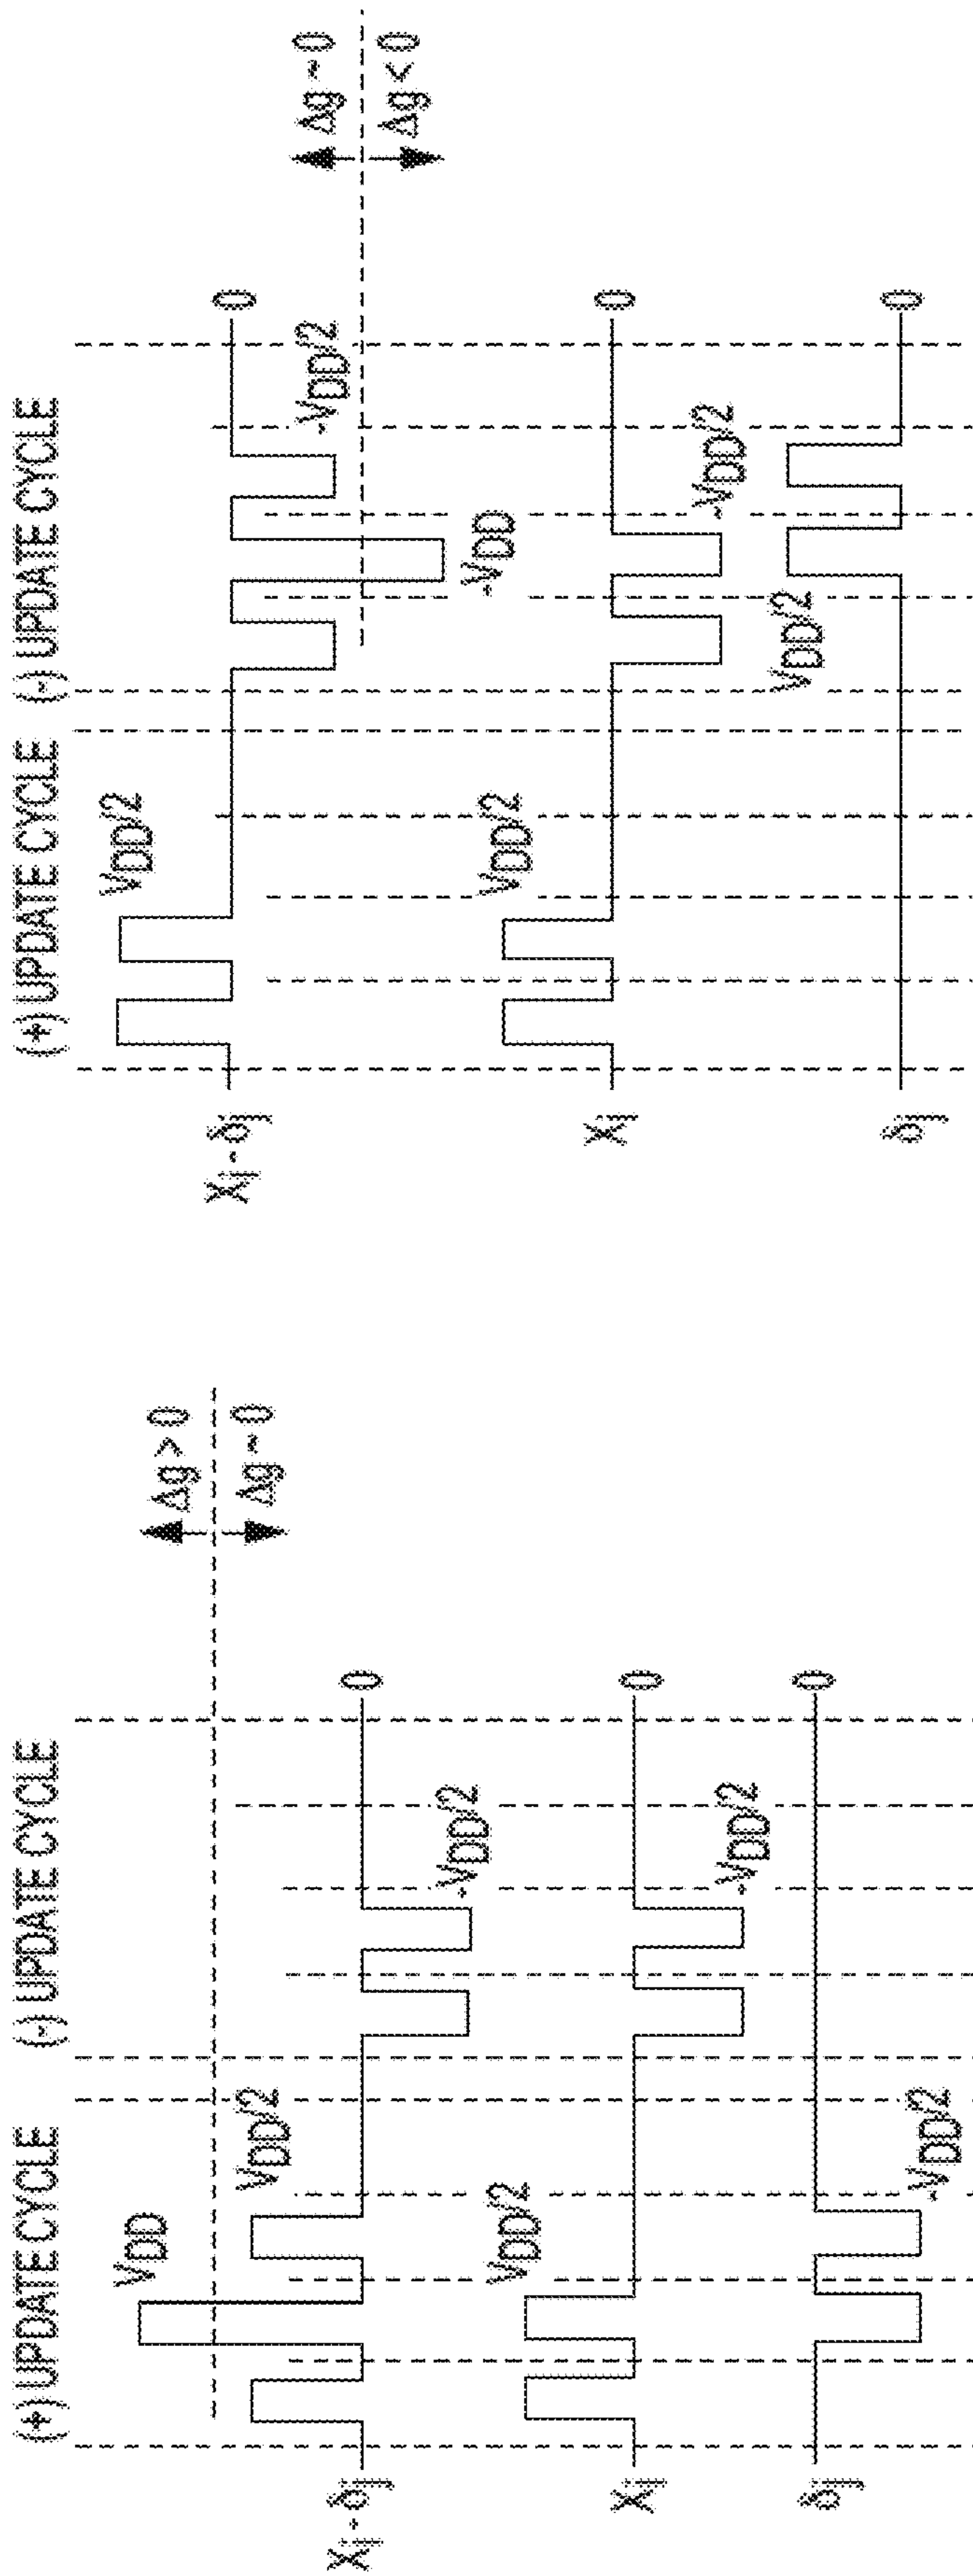 (+) UPDATE CYCLE (-) UPDATE CYCLE
VDD
Δg > 0
Δg ~ 0
VDD/2
Xi - δj
0
-VDD/2
VDD/2
Xi
0
-VDD/2
δj
0
-VDD/2
(+) UPDATE CYCLE (-) UPDATE CYCLE
VDD/2
Xi - δj
0
Δg ~ 0
Δg < 0
-VDD/2
-VDD
VDD/2
Xi
0
-VDD/2
VDD/2
δj
0